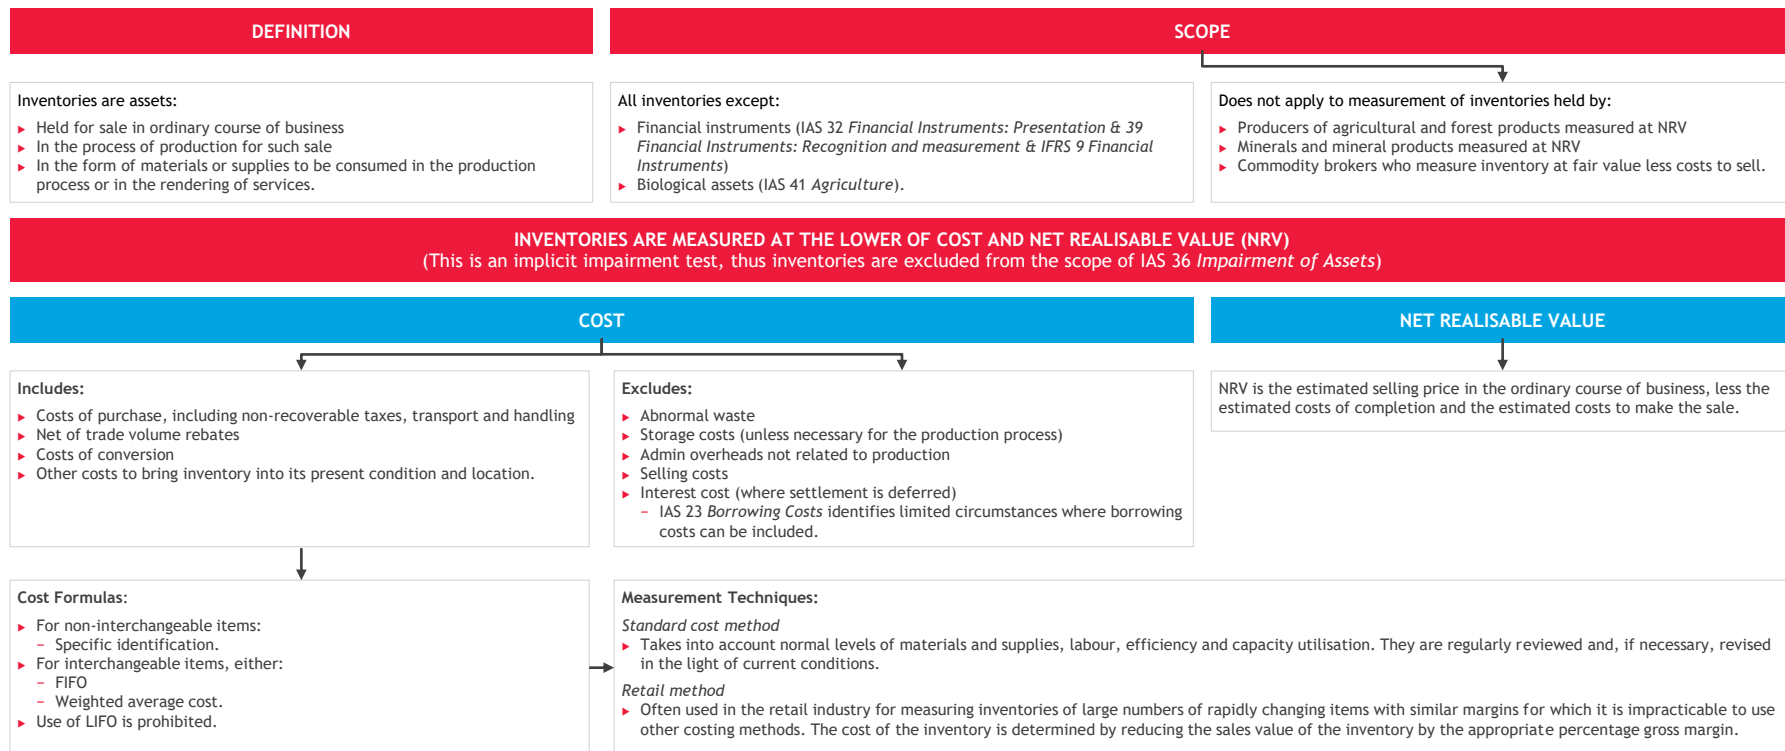 DEFINITION
SCOPE
Inventories are assets:
► Held for sale in ordinary course of business
► In the process of production for such sale
► In the form of materials or supplies to be consumed in the production
process or in the rendering of services.
All inventories except:
► Financial instruments (IAS 32 Financial Instruments: Presentation & 39
Financial Instruments: Recognition and measurement & IFRS 9 Financial
Instruments)
► Biological assets (IAS 41 Agriculture).
Does not apply to measurement of inventories held by:
► Producers of agricultural and forest products measured at NRV
► Minerals and mineral products measured at NRV
► Commodity brokers who measure inventory at fair value less costs to sell.
INVENTORIES ARE MEASURED AT THE LOWER OF COST AND NET REALISABLE VALUE (NRV)
(This is an implicit impairment test, thus inventories are excluded from the scope of IAS 36 Impairment of Assets)
COST
NET REALISABLE VALUE
Includes:
► Costs of purchase, including non-recoverable taxes, transport and handling
► Net of trade volume rebates
► Costs of conversion
► Other costs to bring inventory into its present condition and location.
Excludes:
► Abnormal waste
► Storage costs (unless necessary for the production process)
► Admin overheads not related to production
► Selling costs
► Interest cost (where settlement is deferred)
– IAS 23 Borrowing Costs identifies limited circumstances where borrowing
costs can be included.
NRV is the estimated selling price in the ordinary course of business, less the
estimated costs of completion and the estimated costs to make the sale.
Cost Formulas:
► For non-interchangeable items:
– Specific identification.
► For interchangeable items, either:
– FIFO
– Weighted average cost.
► Use of LIFO is prohibited.
Measurement Techniques:
Standard cost method
► Takes into account normal levels of materials and supplies, labour, efficiency and capacity utilisation. They are regularly reviewed and, if necessary, revised
in the light of current conditions.
Retail method
► Often used in the retail industry for measuring inventories of large numbers of rapidly changing items with similar margins for which it is impracticable to use
other costing methods. The cost of the inventory is determined by reducing the sales value of the inventory by the appropriate percentage gross margin.